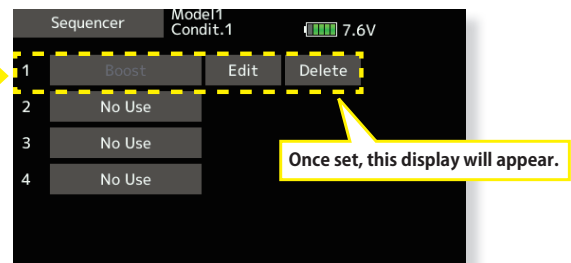 Sequencer
Model1
Condit.1
7.6V
1 Boost Edit Delete
2 No Use
3 No Use
4 No Use
Once set, this display will appear.